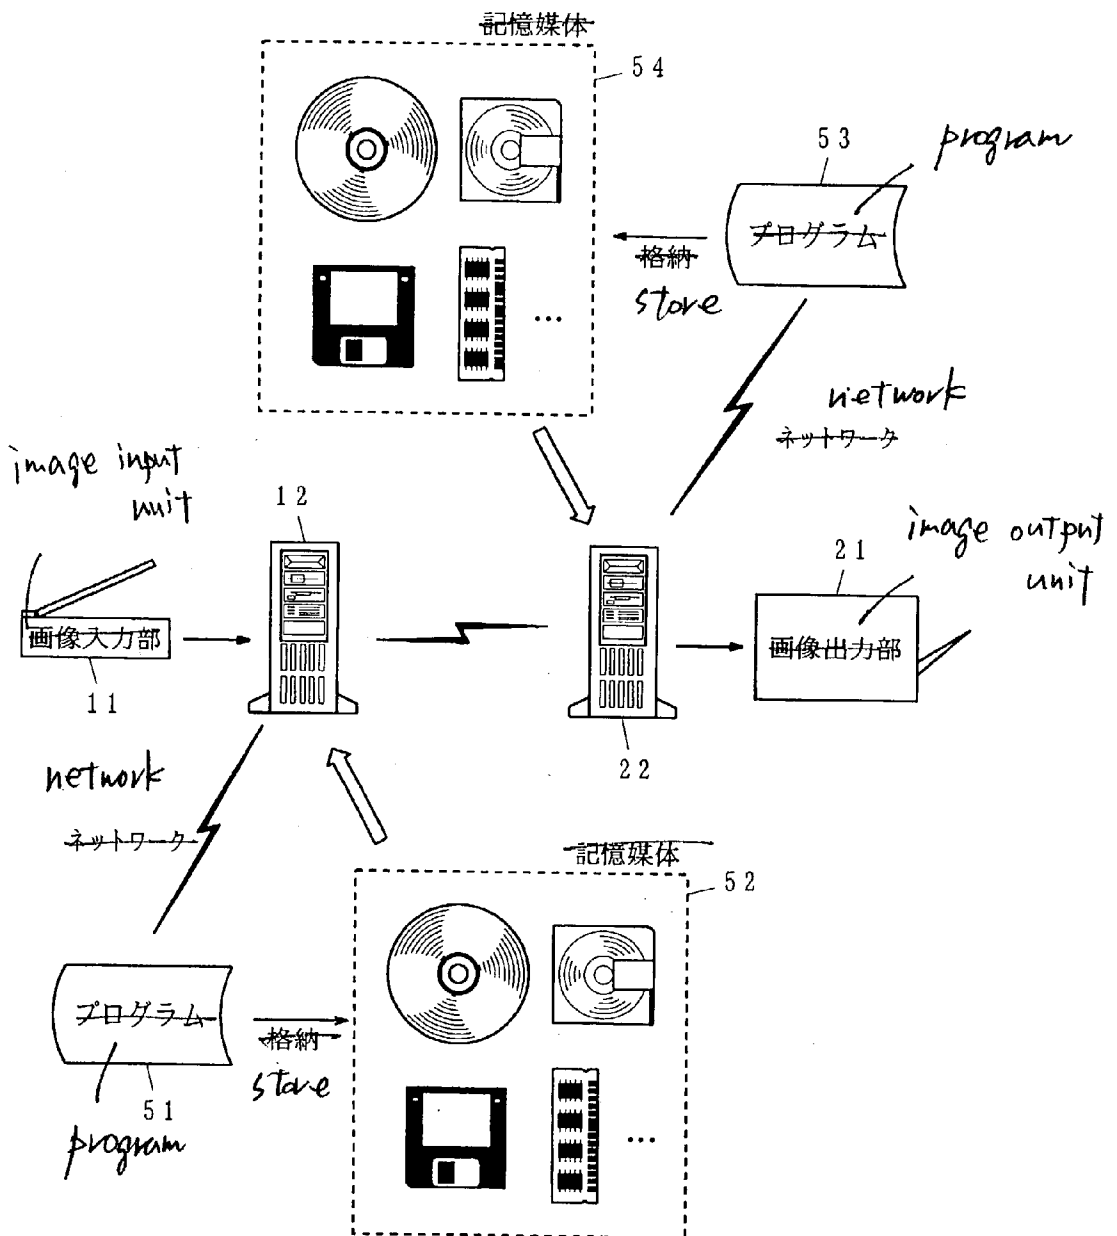 記憶媒体
54
53
program
プログラム
格納
store
...
network
ネットワーク
image input
unit
12
image output
unit
21
画像入力部
画像出力部
11
22
network
ネットワーク
記憶媒体
52
プログラム
格納
store
51
program
...